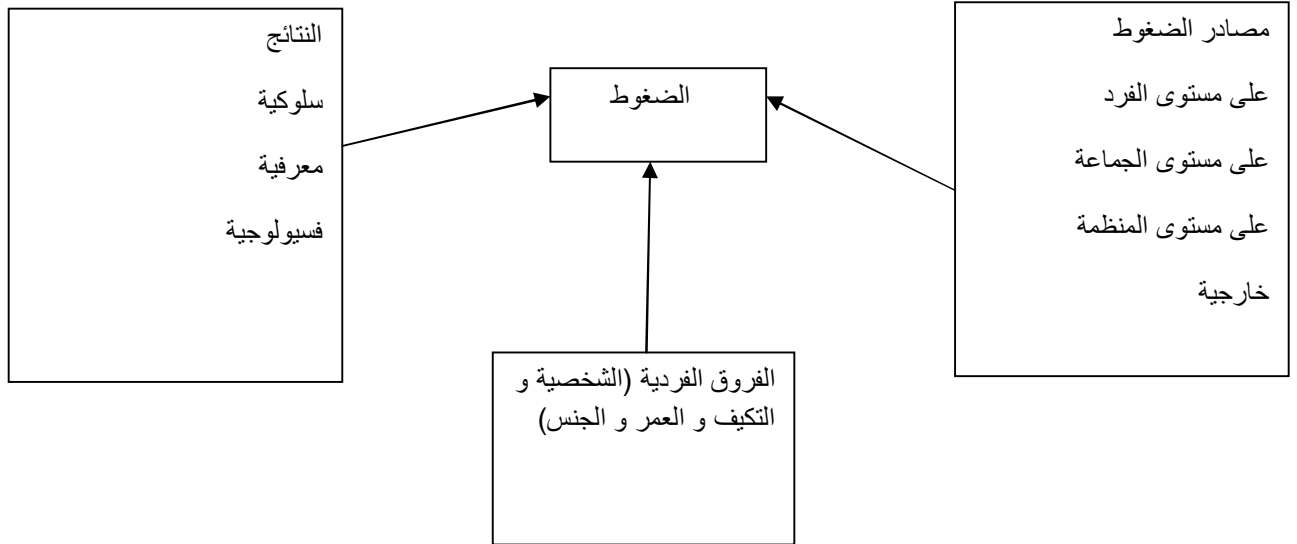 مصادر الضغوط
على مستوى الفرد
على مستوى الجماعة
على مستوى المنظمة
خارجية
الضغوط
النتائج
سلوكية
معرفية
فسيولوجية
الفروق الفردية (الشخصية و
التكيف و العمر و الجنس)